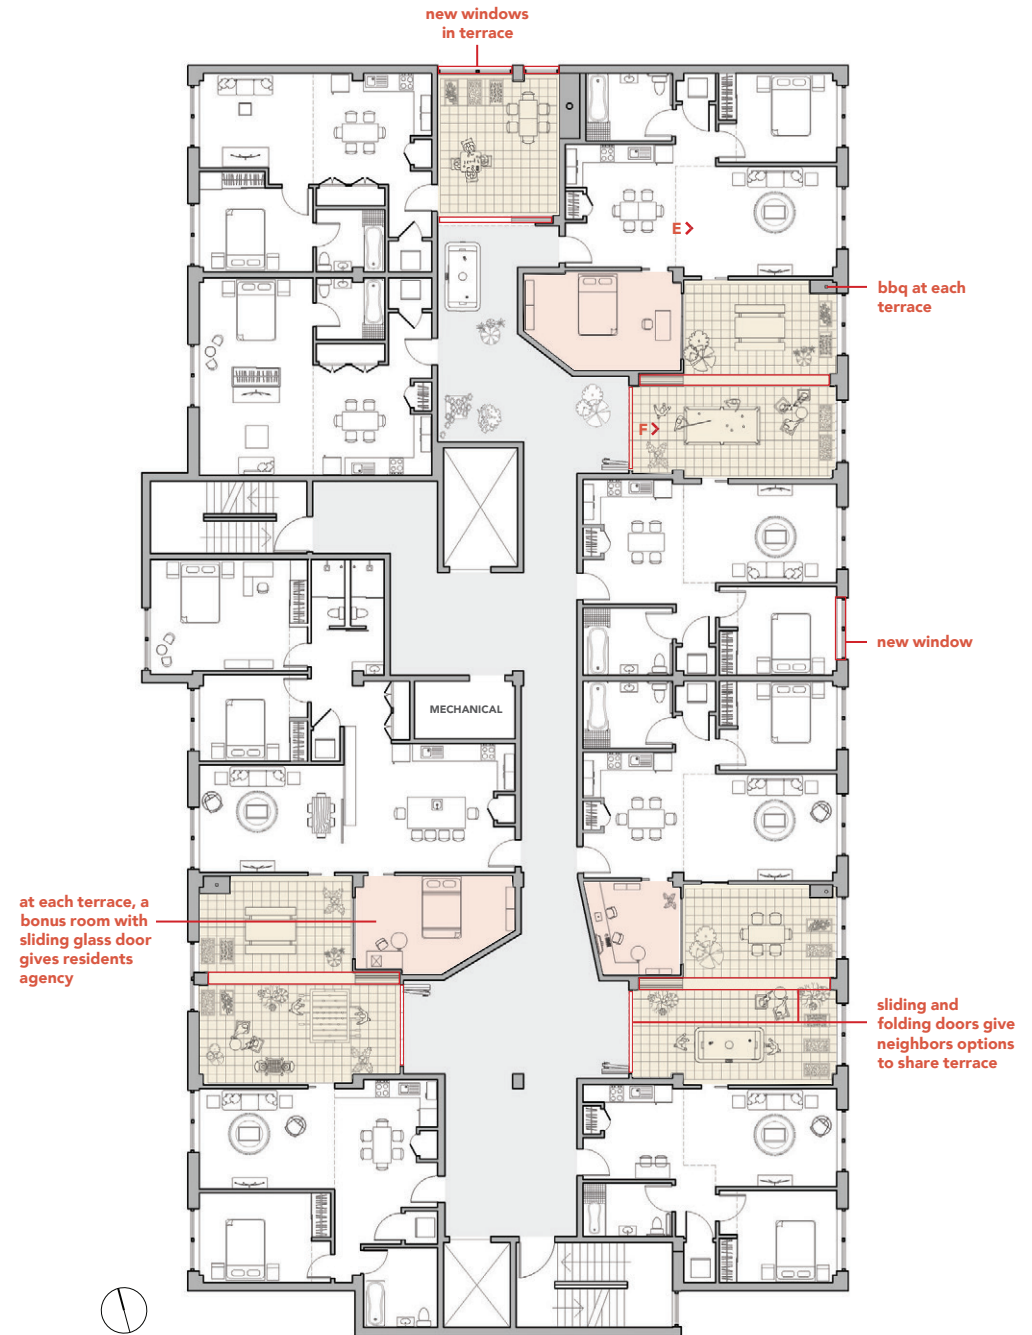 new windows
in terrace
E
bbq at each
terrace
F
new window
MECHANICAL
at each terrace, a
bonus room with
sliding glass door
gives residents
agency
sliding and
folding doors give
neighbors options
to share terrace